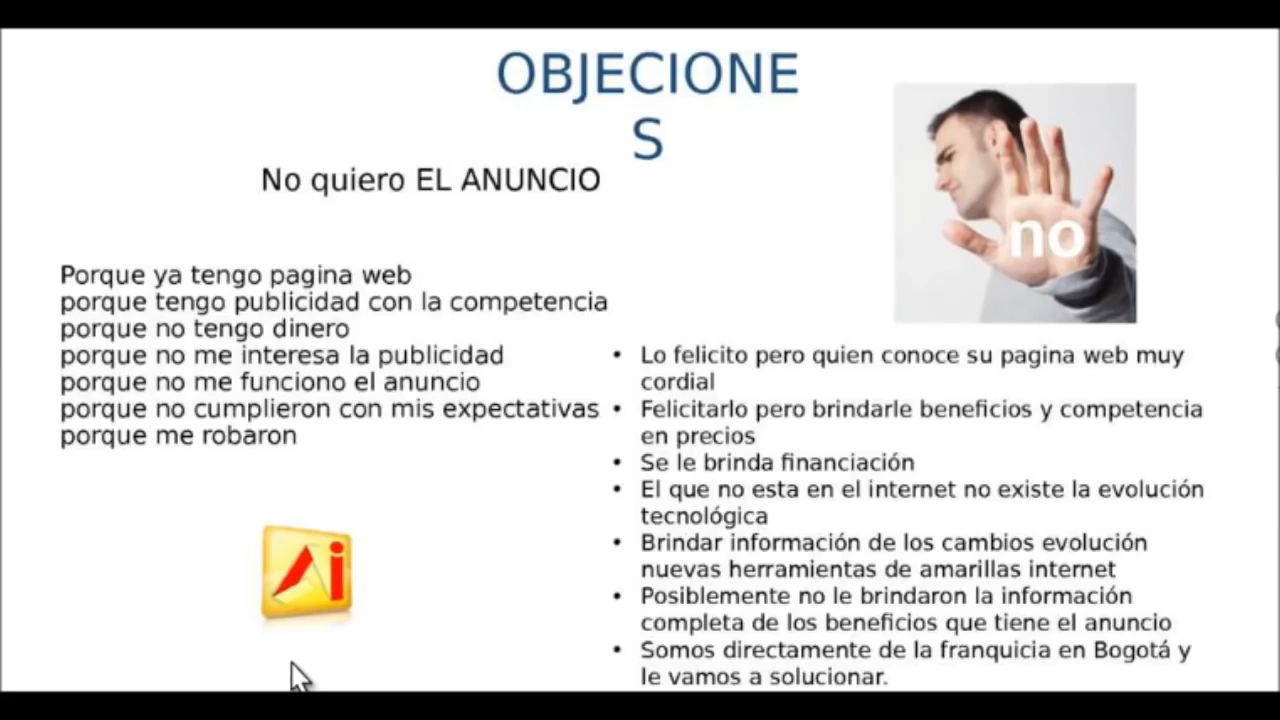 OBJECIONE
S
No quiero EL ANUNCIO
no
Porque ya tengo pagina web
porque tengo publicidad con la competencia
porque no tengo dinero
porque no me interesa la publicidad
porque no me funciono el anuncio
porque no cumplieron con mis expectativas
porque me robaron
• Lo felicito pero quien conoce su pagina web muy
cordial
• Felicitarlo pero brindarle beneficios y competencia
en precios
• Se le brinda financiación
• El que no esta en el internet no existe la evolución
tecnológica
• Brindar información de los cambios evolución
nuevas herramientas de amarillas internet
• Posiblemente no le brindaron la información
completa de los beneficios que tiene el anuncio
• Somos directamente de la franquicia en Bogotá y
le vamos a solucionar.
Ai